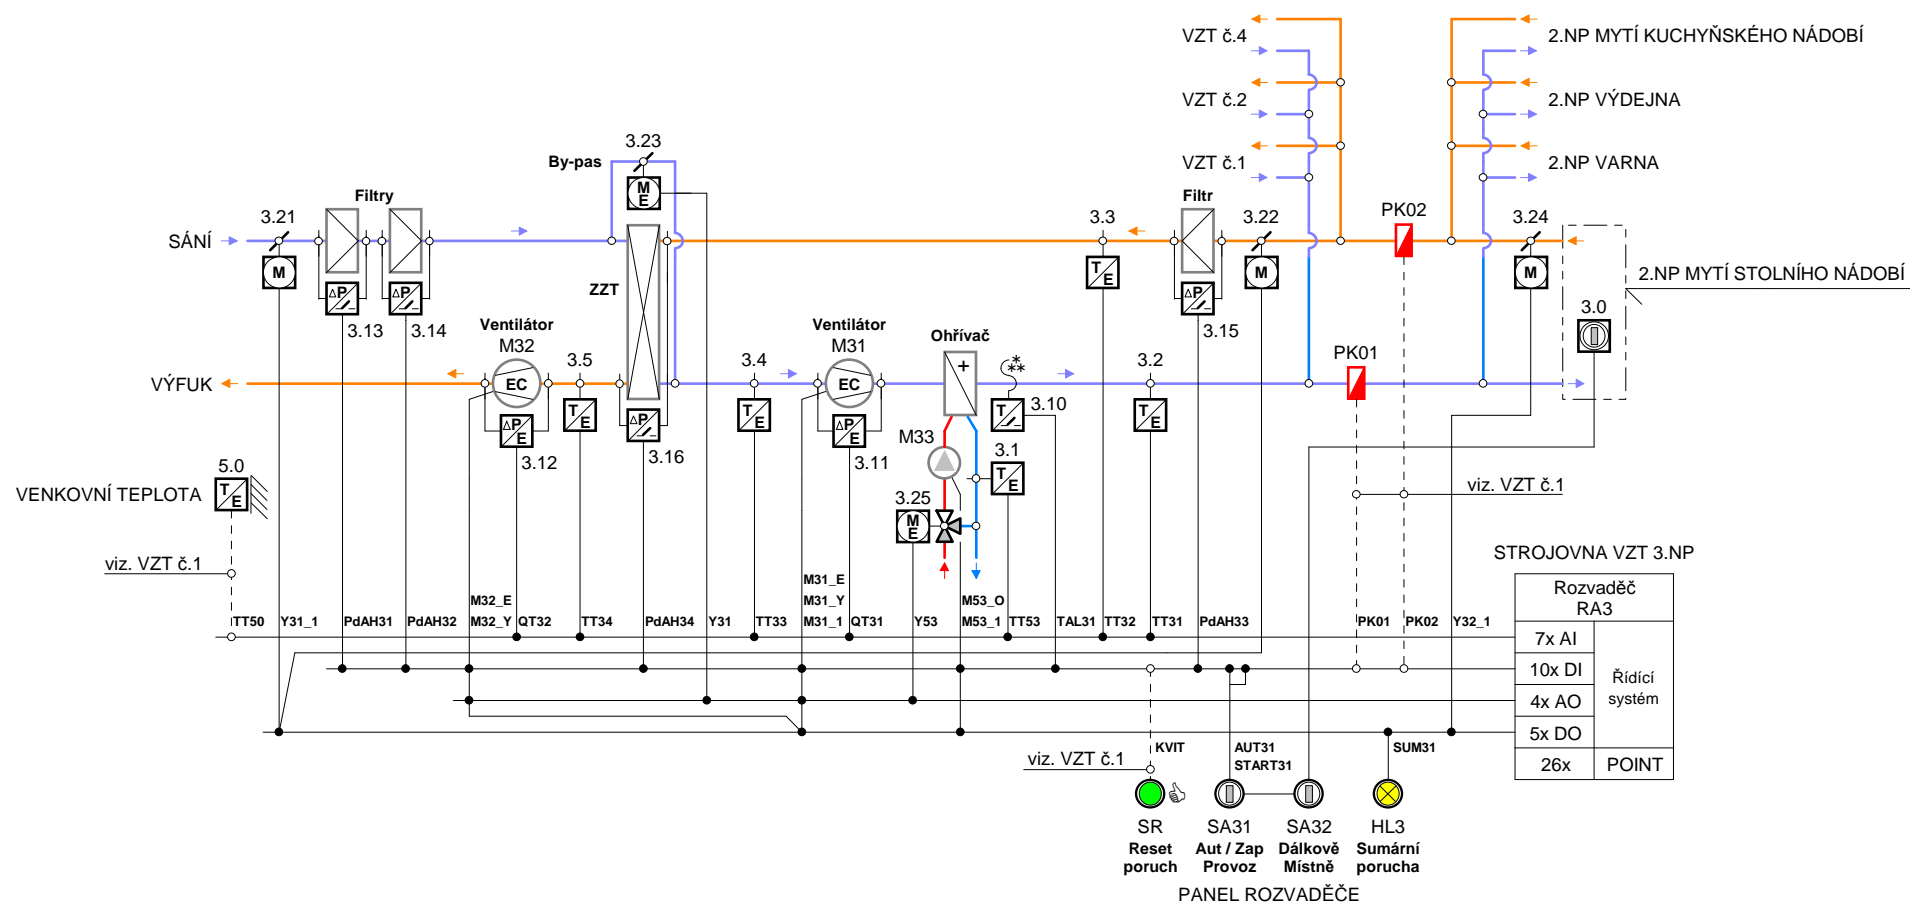 VZT č.4
2.NP MYTÍ KUCHYŇSKÉHO NÁDOBÍ
VZT č.2
2.NP VÝDEJNA
VZT č.1
2.NP VARNA
By-pas
3.23
M
E
Filtry
Filtr
3.21
3.3
3.22
PK02
3.24
SÁNÍ
M
T
E
M
M
2.NP MYTÍ STOLNÍHO NÁDOBÍ
ZZT
ΔP
ΔP
ΔP
3.13
3.14
3.15
3.0
Ventilátor
M32
Ventilátor
M31
Ohřívač
3.5
3.4
3.2
PK01
VÝFUK
EC
EC
+
***
ΔP
E
T
E
ΔP
T
E
ΔP
E
T
3.10
T
E
3.12
3.16
3.11
M33
3.1
5.0
VENKOVNÍ TEPLOTA
T
E
T
E
3.25
M
E
viz. VZT č.1
viz. VZT č.1
STROJOVNA VZT 3.NP
Rozvaděč
RA3
M32_E
M32_Y
M31_E
M31_Y
M31_1
M53_O
M53_1
TT50
Y31_1
PdAH31
PdAH32
QT32
TT34
PdAH34
Y31
TT33
QT31
Y53
TT53
TAL31
TT32
TT31
PdAH33
PK01
PK02
Y32_1
7x AI
10x DI
4x AO
5x DO
Řídící
systém
26x
POINT
viz. VZT č.1
KVIT
AUT31
START31
SUM31
SR
Reset
poruch
SA31
Aut / Zap
Provoz
SA32
Dálkově
Místně
HL3
Sumární
porucha
PANEL ROZVADĚČE